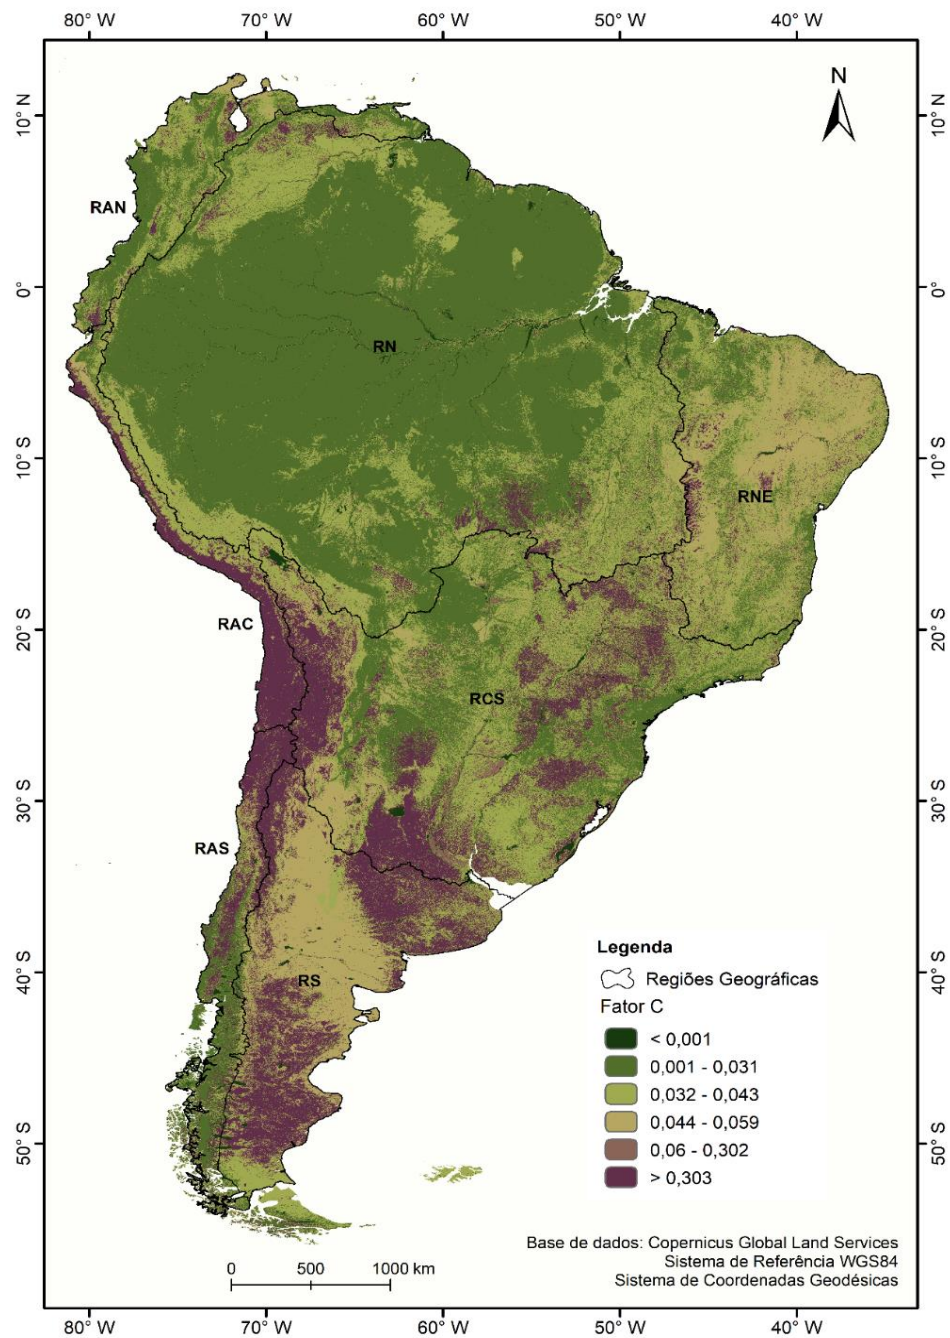 80° W 70° W 60° W 50° W 40° W
N
10° N 10° N
RAN
0° 0°
RN
10° S 10° S
RNE
20° S 20° S
RAC
RCS
30° S 30° S
RAS
40° S 40° S
RS
50° S 50° S
Legenda
Regiões Geográficas
Fator C
< 0,001
0,001 - 0,031
0,032 - 0,043
0,044 - 0,059
0,06 - 0,302
> 0,303
Base de dados: Copernicus Global Land Services
Sistema de Referência WGS84
Sistema de Coordenadas Geodésicas
0 500 1000 km
80° W 70° W 60° W 50° W 40° W